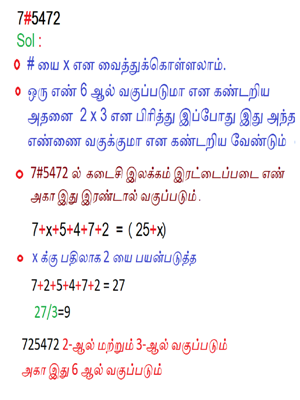 7#5472
Sol :
# யை x என வைத்துக்கொள்ளலாம்.
ஒரு எண் 6 ஆல் வகுப்படுமா என கண்டறிய
அதனை 2 x 3 என பிரித்து இப்போது இது அந்த
எண்ணை வகுக்குமா என கண்டறிய வேண்டும்
7#5472 ல் கடைசி இலக்கம் இரட்டைப்படை எண்
அகா இது இரண்டால் வகுப்படும்.
7+x+5+4+7+2 = ( 25+x)
x க்கு பதிலாக 2 யை பயன்படுத்த
7+2+5+4+7+2 = 27
27/3=9
725472 2-ஆல் மற்றும் 3-ஆல் வகுப்படும்
அகா இது 6 ஆல் வகுப்படும்